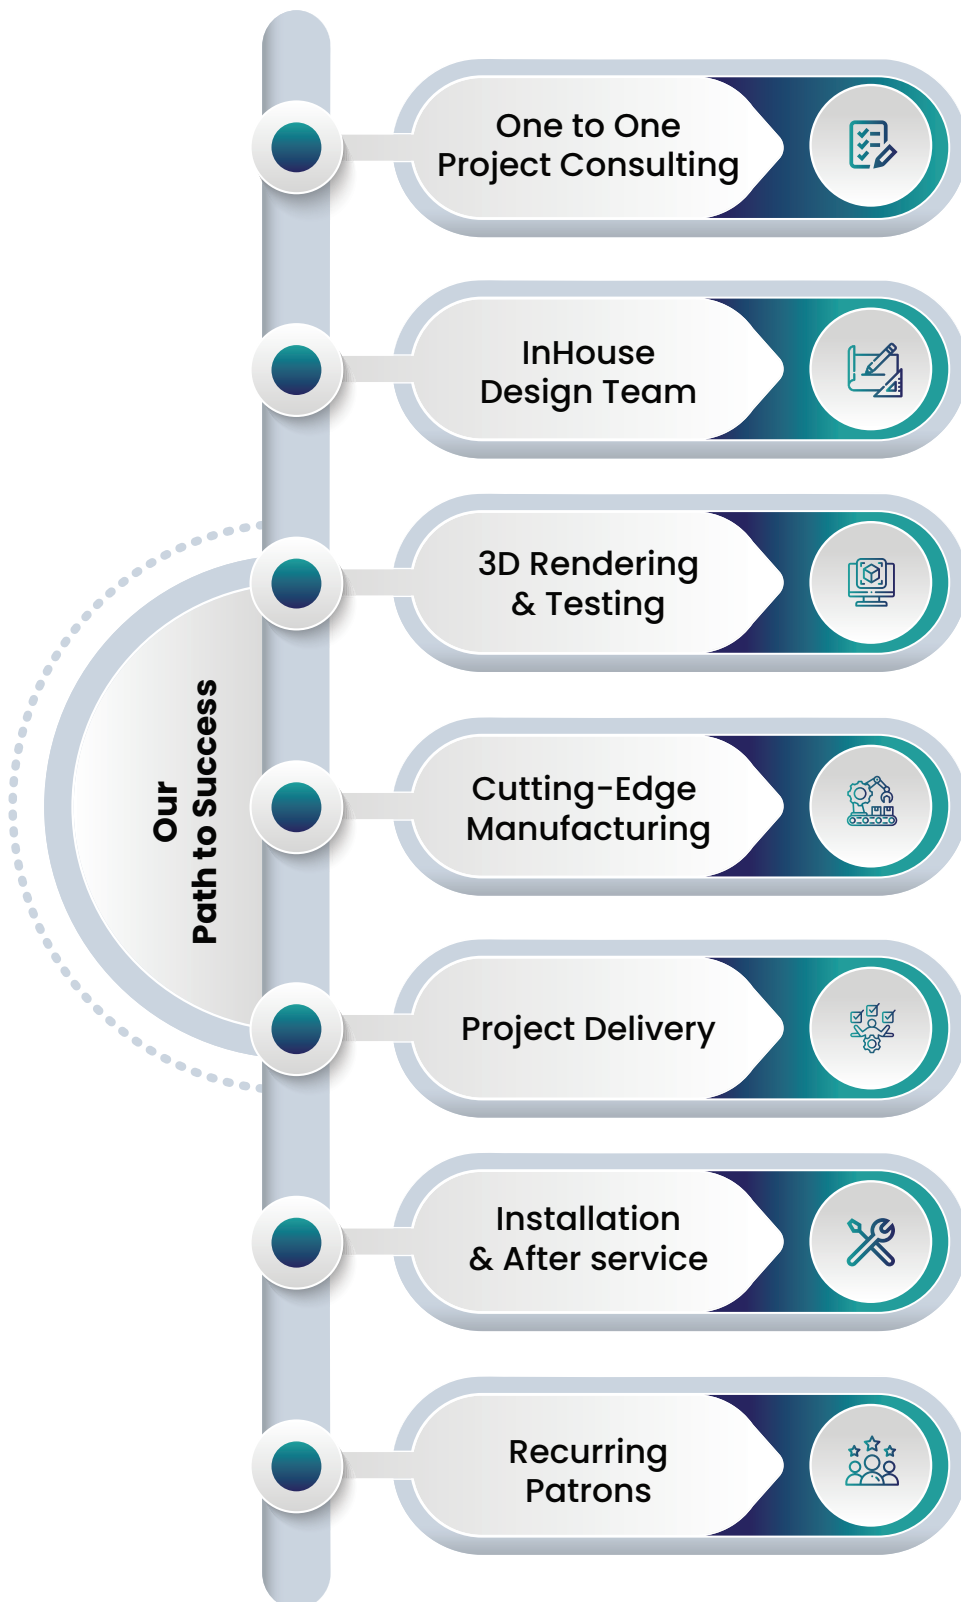 Our
Path to Success
One to One
Project Consulting
InHouse
Design Team
3D Rendering
& Testing
Cutting-Edge
Manufacturing
Project Delivery
Installation
& After service
Recurring
Patrons